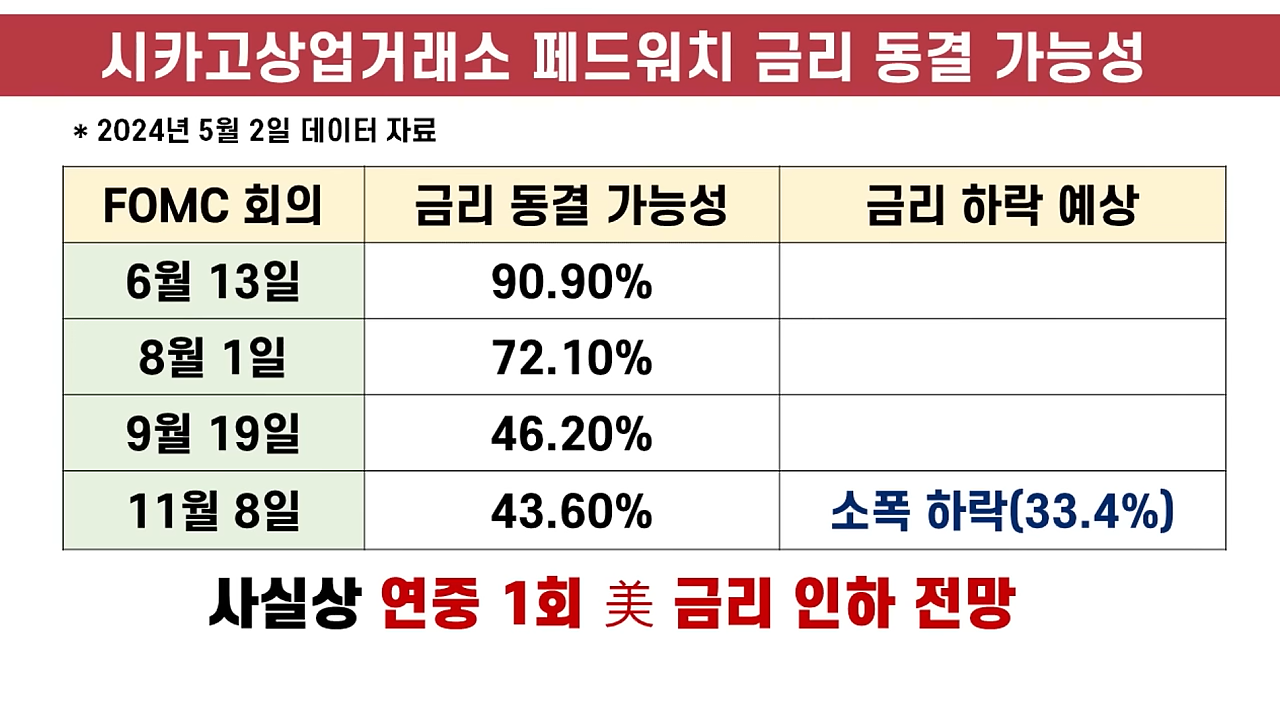 시카고상업거래소 페드워치 금리 동결 가능성
* 2024년 5월 2일 데이터 자료
FOMC 회의 금리 동결 가능성 금리 하락 예상
6월 13일 90.90%
8월 1일 72.10%
9월 19일 46.20%
11월 8일 43.60% 소폭 하락(33.4%)
사실상 연중 1회 美 금리 인하 전망